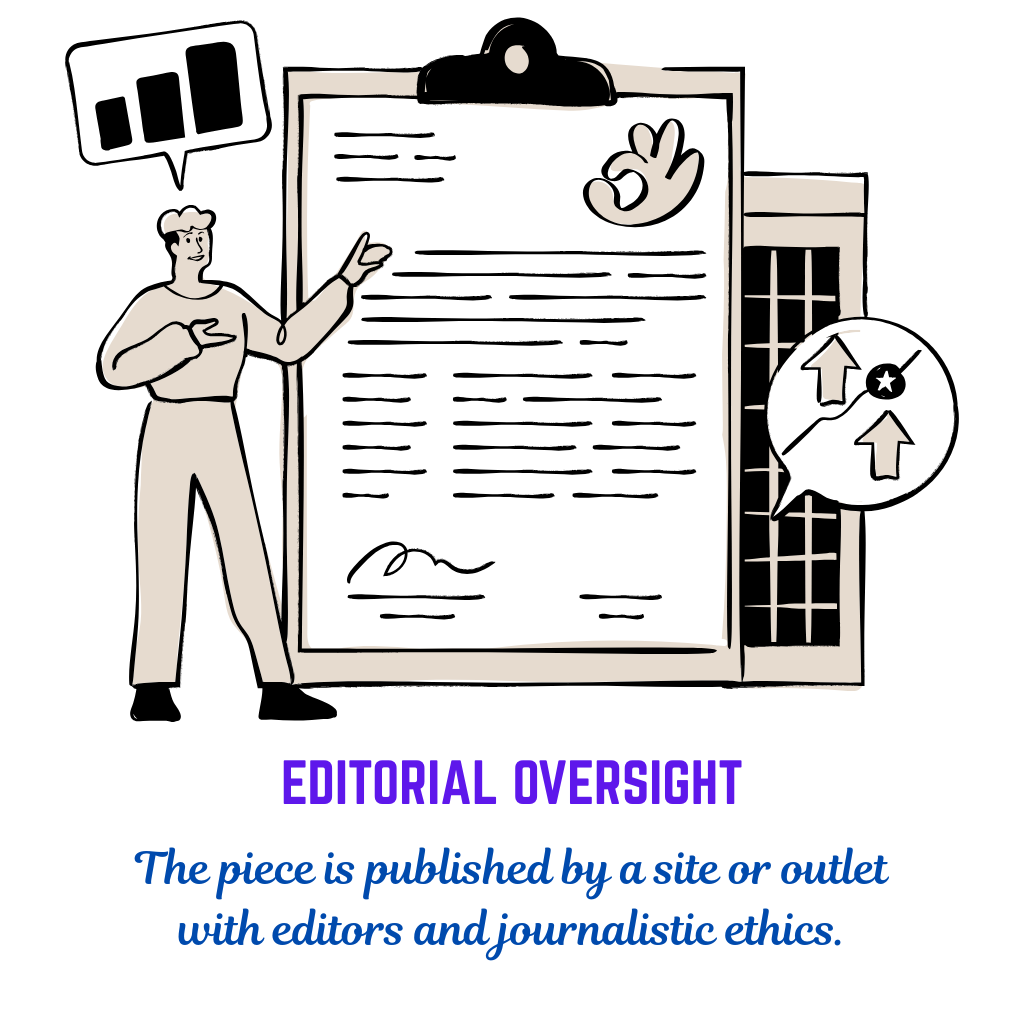 EDITORIAL OVERSIGHT
The piece is published by a site or outlet
with editors and journalistic ethics.